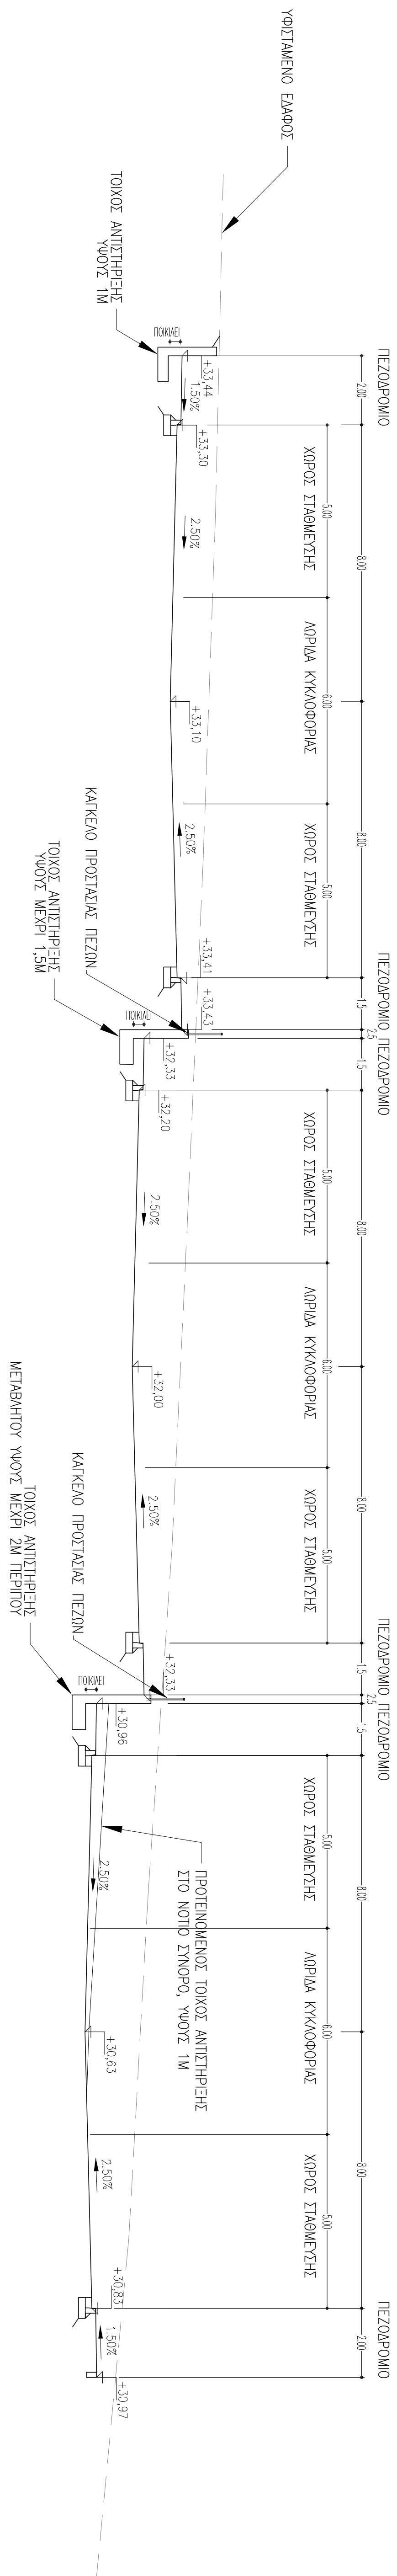 ΥΦΙΣΤΑΜΕΝΟ ΕΔΑΦΟΣ
ΤΟΙΧΟΣ ΑΝΤΙΣΤΗΡΙΞΗΣ
ΥΨΟΥΣ 1Μ
ΠΟΙΚΙΛΕΙ
ΠΕΖΟΔΡΟΜΙΟ
2.00
+33,44
1.50%
+33,30
ΧΩΡΟΣ ΣΤΑΘΜΕΥΣΗΣ
5.00
8.00
2.50%
ΛΩΡΙΔΑ ΚΥΚΛΟΦΟΡΙΑΣ
6.00
+33,10
ΧΩΡΟΣ ΣΤΑΘΜΕΥΣΗΣ
5.00
8.00
2.50%
ΚΑΓΚΕΛΟ ΠΡΟΣΤΑΣΙΑΣ ΠΕΖΩΝ
ΤΟΙΧΟΣ ΑΝΤΙΣΤΗΡΙΞΗΣ
ΥΨΟΥΣ ΜΕΧΡΙ 1,5Μ
ΠΟΙΚΙΛΕΙ
+33,41
+33,43
ΠΕΖΟΔΡΟΜΙΟ
1.5
2.5
ΠΕΖΟΔΡΟΜΙΟ
1.5
+32,33
+32,20
ΧΩΡΟΣ ΣΤΑΘΜΕΥΣΗΣ
5.00
8.00
2.50%
ΛΩΡΙΔΑ ΚΥΚΛΟΦΟΡΙΑΣ
6.00
+32,00
ΧΩΡΟΣ ΣΤΑΘΜΕΥΣΗΣ
5.00
8.00
2.50%
ΚΑΓΚΕΛΟ ΠΡΟΣΤΑΣΙΑΣ ΠΕΖΩΝ
ΤΟΙΧΟΣ ΑΝΤΙΣΤΗΡΙΞΗΣ
ΜΕΤΑΒΛΗΤΟΥ ΥΨΟΥΣ ΜΕΧΡΙ 2Μ ΠΕΡΙΠΟΥ
ΠΟΙΚΙΛΕΙ
+32,33
ΠΕΖΟΔΡΟΜΙΟ
1.5
2.5
ΠΕΖΟΔΡΟΜΙΟ
1.5
+30,96
ΧΩΡΟΣ ΣΤΑΘΜΕΥΣΗΣ
5.00
8.00
2.50%
ΠΡΟΤΕΙΝΟΜΕΝΟΣ ΤΟΙΧΟΣ ΑΝΤΙΣΤΗΡΙΞΗΣ
ΣΤΟ ΝΟΤΙΟ ΣΥΝΟΡΟ, ΥΨΟΥΣ 1Μ
ΛΩΡΙΔΑ ΚΥΚΛΟΦΟΡΙΑΣ
6.00
+30,63
ΧΩΡΟΣ ΣΤΑΘΜΕΥΣΗΣ
5.00
8.00
2.50%
+30,83
ΠΕΖΟΔΡΟΜΙΟ
2.00
1.50%
+30,97